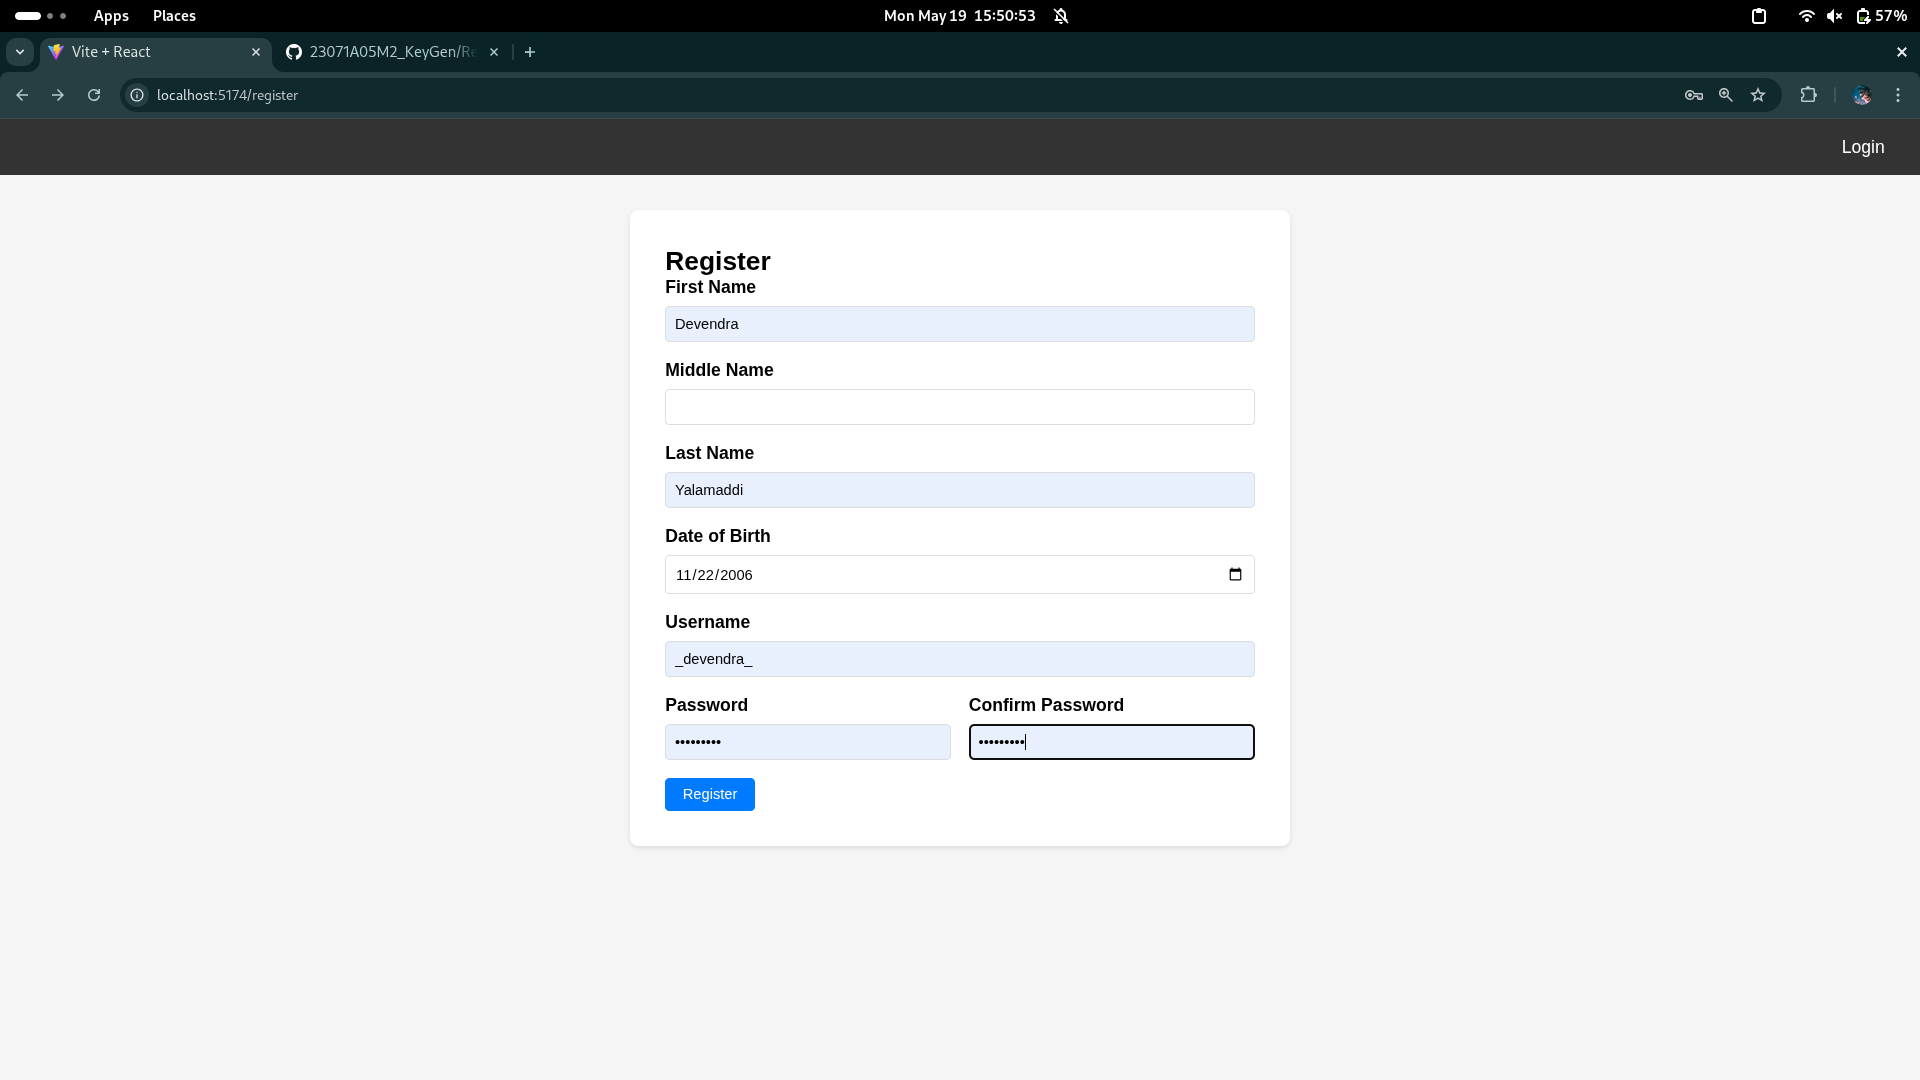 Apps Places Mon May 19 15:50:53 57%
Vite + React 23071A05M2_KeyGen/Re
localhost:5174/register
Login
Register
First Name
Devendra
Middle Name
Last Name
Yalamaddi
Date of Birth
11/22/2006
Username
_devendra_
Password Confirm Password
••••••••• •••••••••
Register